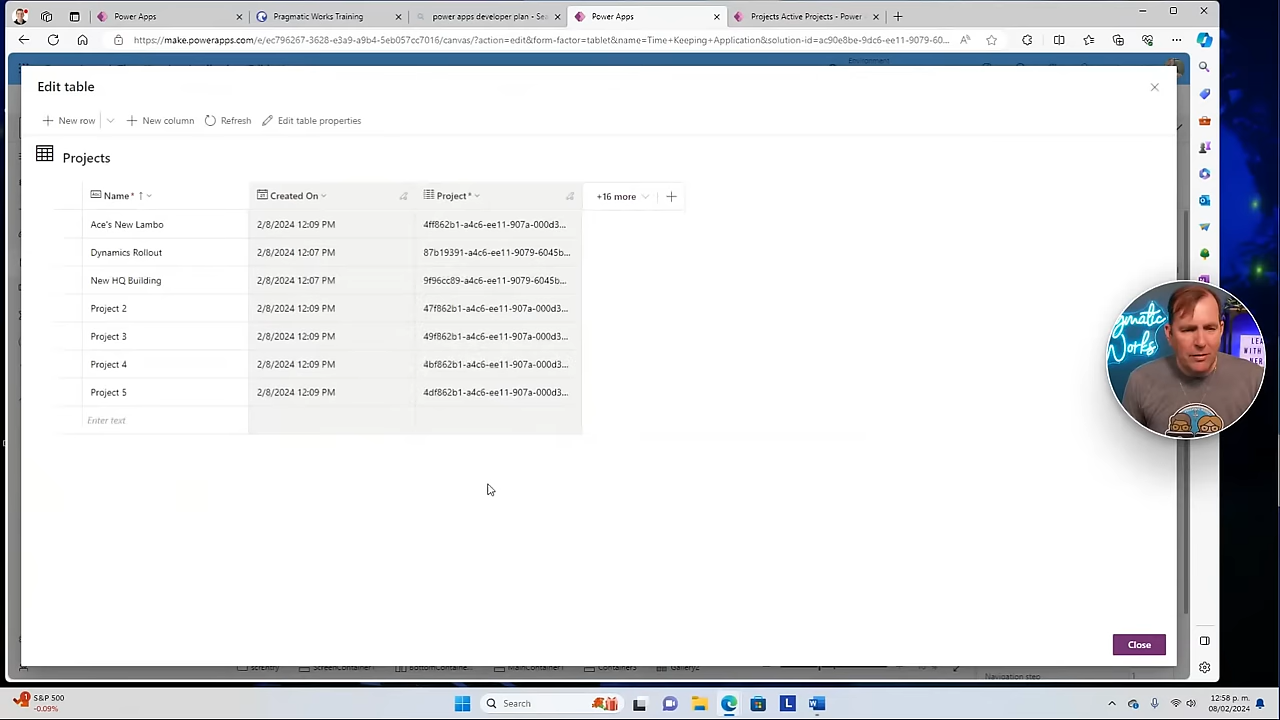 Power Apps
Pragmatic Works Training
power apps developer plan - Se
Power Apps
Projects Active Projects - Power
https://make.powerapps.com/e/ec796267-3628-e3a9-a9b4-5eb057cc7016/canvas/?action=edit&form-factor=tablet&name=Time+Keeping+Application&solution-id=ac90e8be-9dc6-ee11-9079-60...
Environment
Edit table
New row
New column
Refresh
Edit table properties
Projects
Name *
Created On
Project *
+16 more
Ace's New Lambo 2/8/2024 12:09 PM 4ff862b1-a4c6-ee11-907a-000d3...
Dynamics Rollout 2/8/2024 12:07 PM 87b19391-a4c6-ee11-9079-6045b...
New HQ Building 2/8/2024 12:07 PM 9f96cc89-a4c6-ee11-9079-6045b...
Project 2 2/8/2024 12:09 PM 47f862b1-a4c6-ee11-907a-000d3...
Project 3 2/8/2024 12:09 PM 49f862b1-a4c6-ee11-907a-000d3...
Project 4 2/8/2024 12:09 PM 4bf862b1-a4c6-ee11-907a-000d3...
Project 5 2/8/2024 12:09 PM 4df862b1-a4c6-ee11-907a-000d3...
Enter text
gmatic
Works
LEA
WITH
NER
Close
Navigation step
S&P 500
-0.09%
Search
12:58 p. m.
08/02/2024